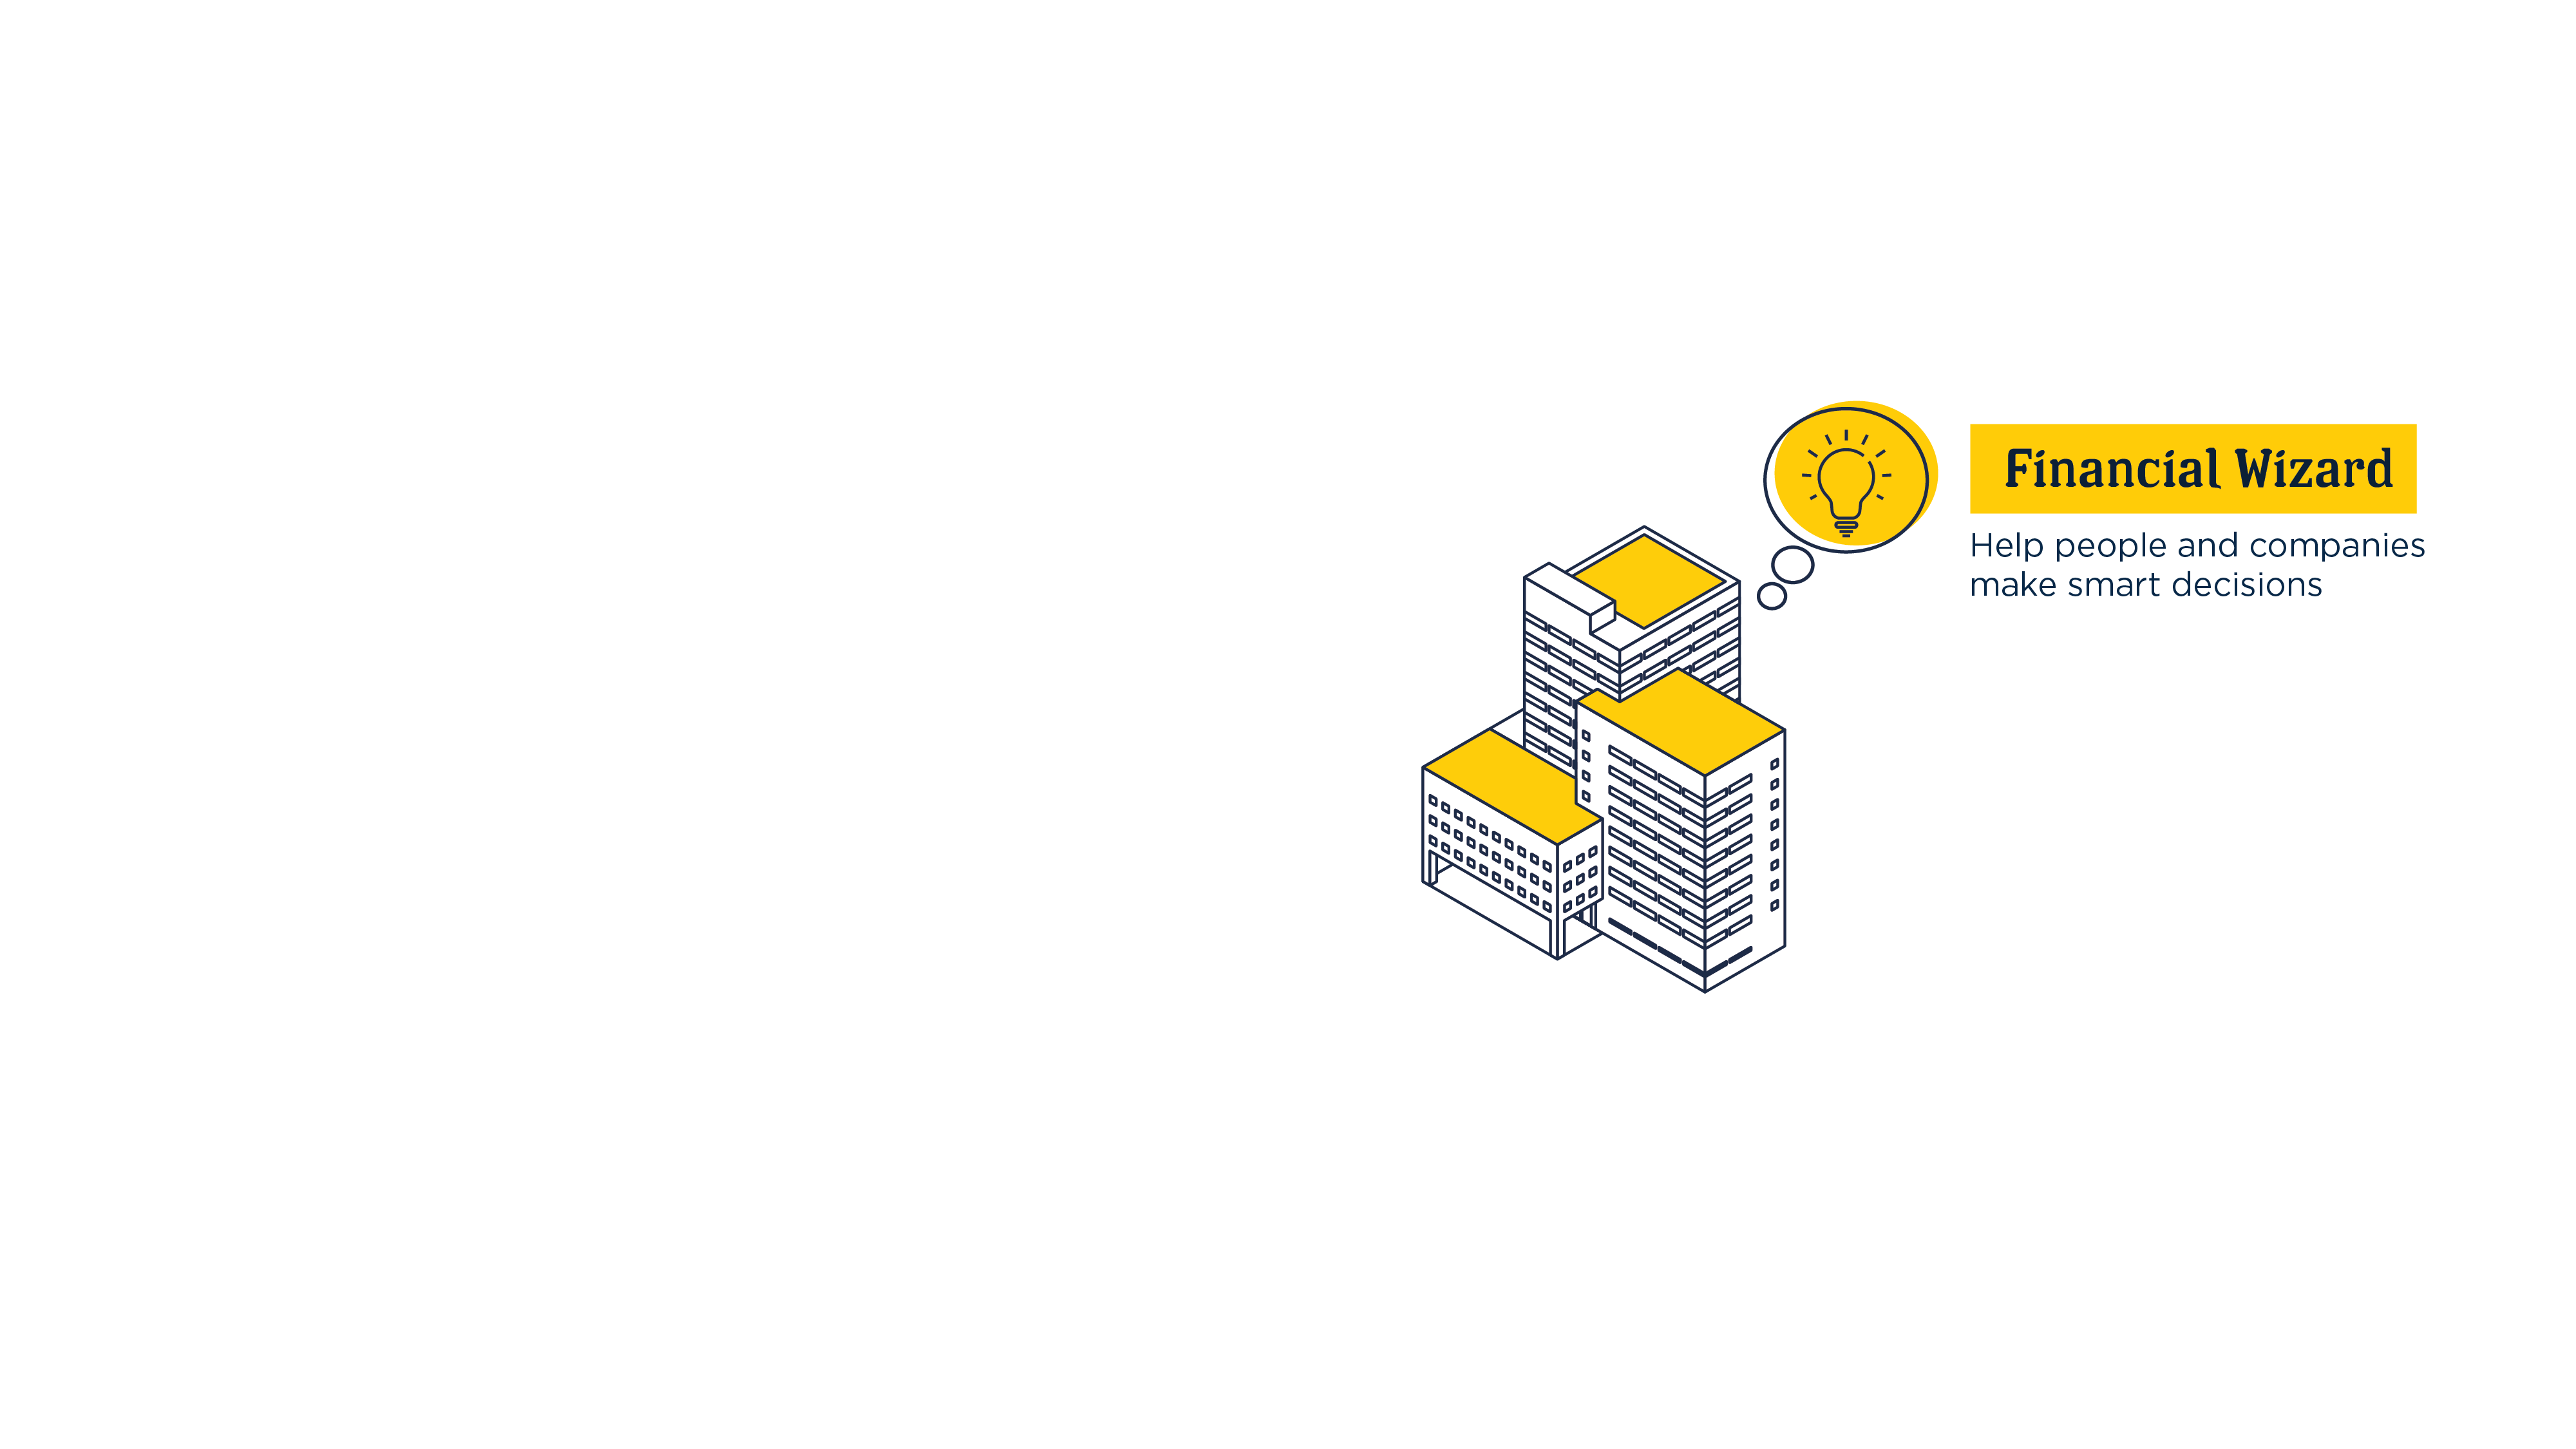 Financial Wizard
Help people and companies
make smart decisions